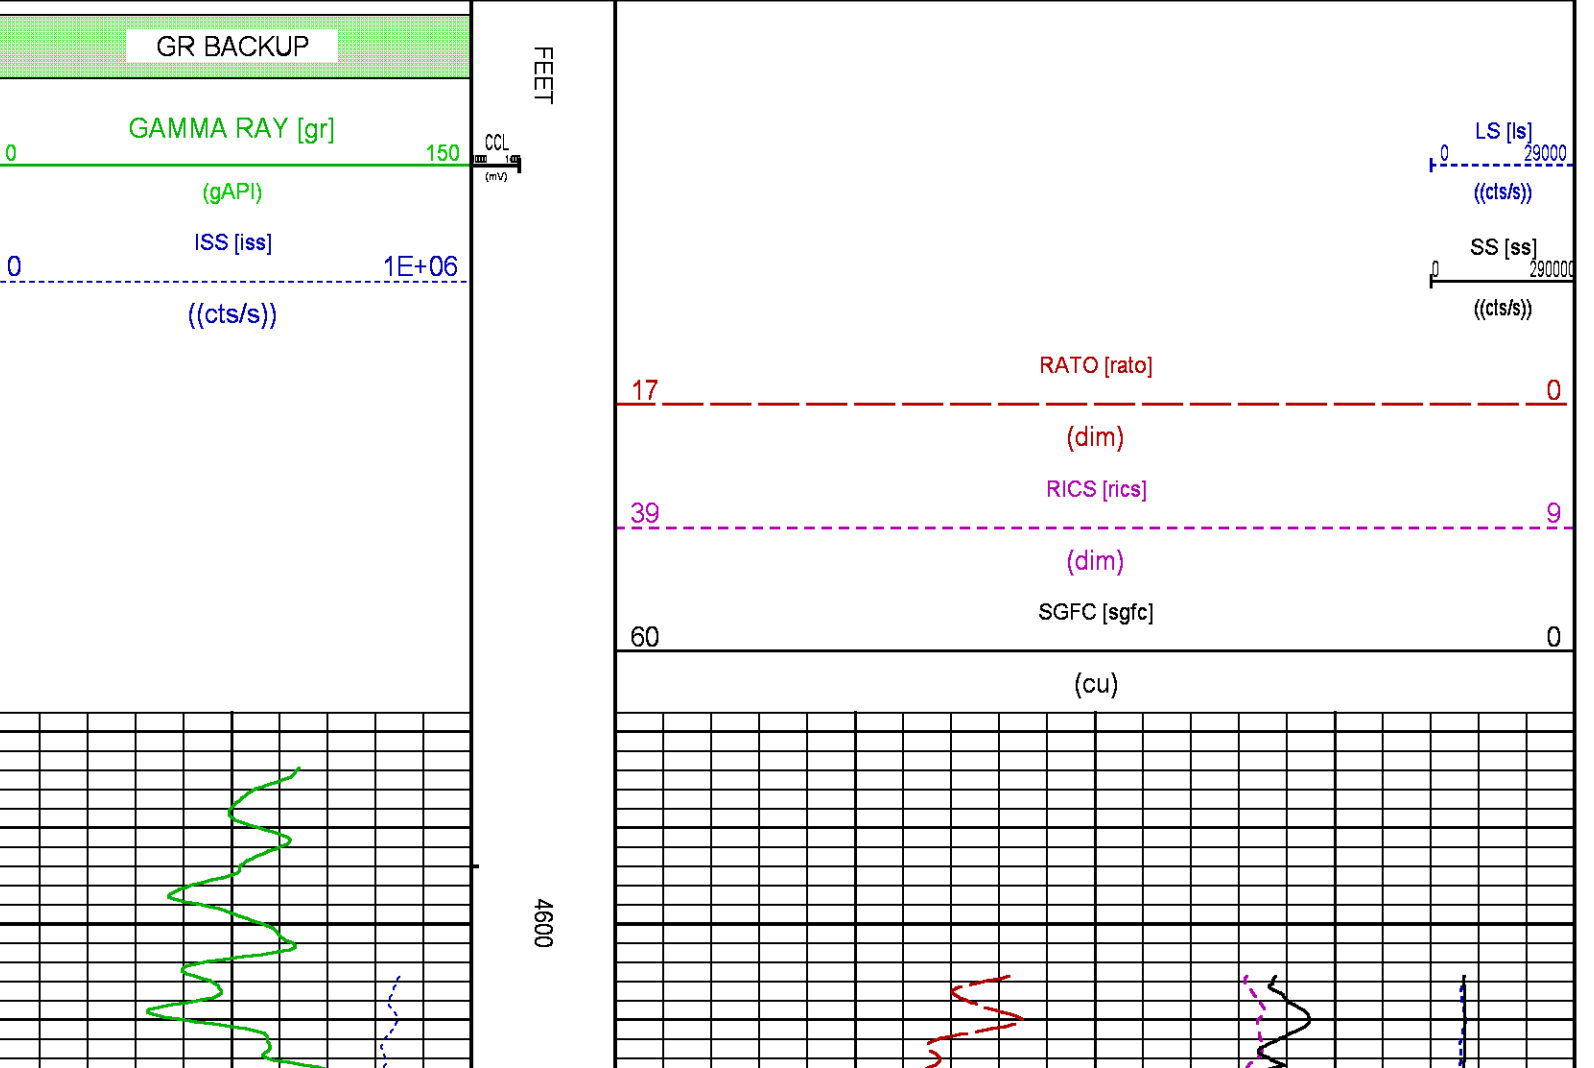 GR BACKUP
GAMMA RAY [gr]
0 150
(gAPI)
ISS [iss]
0 1E+06
((cts/s))
FEET
CCL
(mV)
LS [ls]
0 29000
((cts/s))
SS [ss]
0 290000
((cts/s))
RATO [rato]
17 0
(dim)
RICS [rics]
39 9
(dim)
SGFC [sgfc]
60 0
(cu)
4600